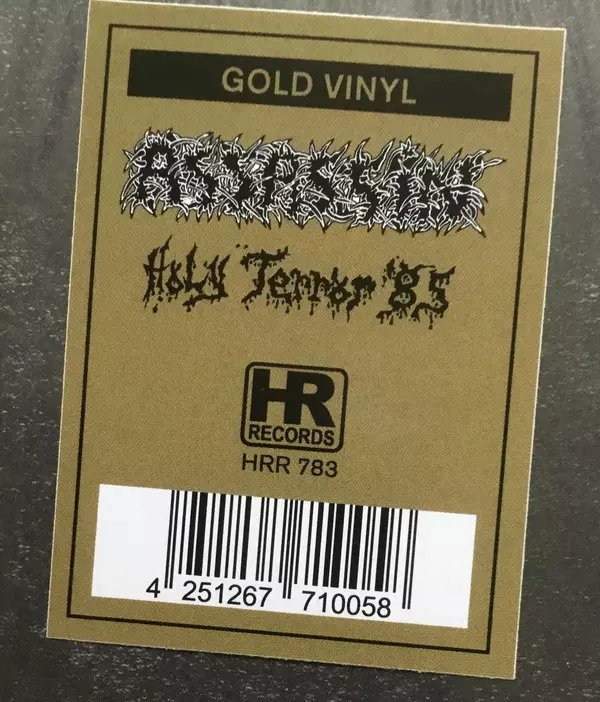 GOLD VINYL
ASSASSIN
Holy Terror '85
HR
RECORDS
HRR 783
4 251267 710058